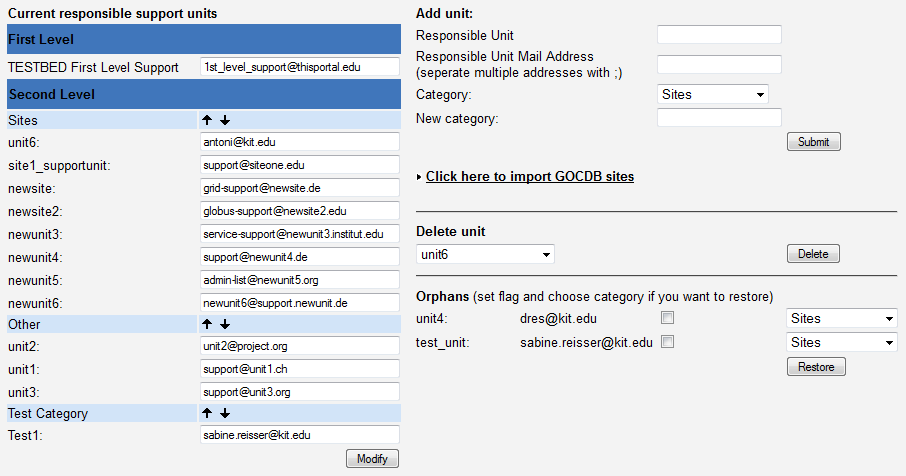 Current responsible support units
First Level
TESTBED First Level Support 1st_level_support@thisportal.edu
Second Level
Sites
unit6: antoni@kit.edu
site1_supportunit: support@siteone.edu
newsite: grid-support@newsite.de
newsite2: globus-support@newsite2.edu
newunit3: service-support@newunit3.institut.edu
newunit4: support@newunit4.de
newunit5: admin-list@newunit5.org
newunit6: newunit6@support.newunit.de
Other
unit2: unit2@project.org
unit1: support@unit1.ch
unit3: support@unit3.org
Test Category
Test1: sabine.reisser@kit.edu
Modify
Add unit:
Responsible Unit
Responsible Unit Mail Address
(seperate multiple addresses with ;)
Category: Sites
New category:
Submit
Click here to import GOCDB sites
Delete unit
unit6 Delete
Orphans (set flag and choose category if you want to restore)
unit4: dres@kit.edu Sites
test_unit: sabine.reisser@kit.edu Sites
Restore